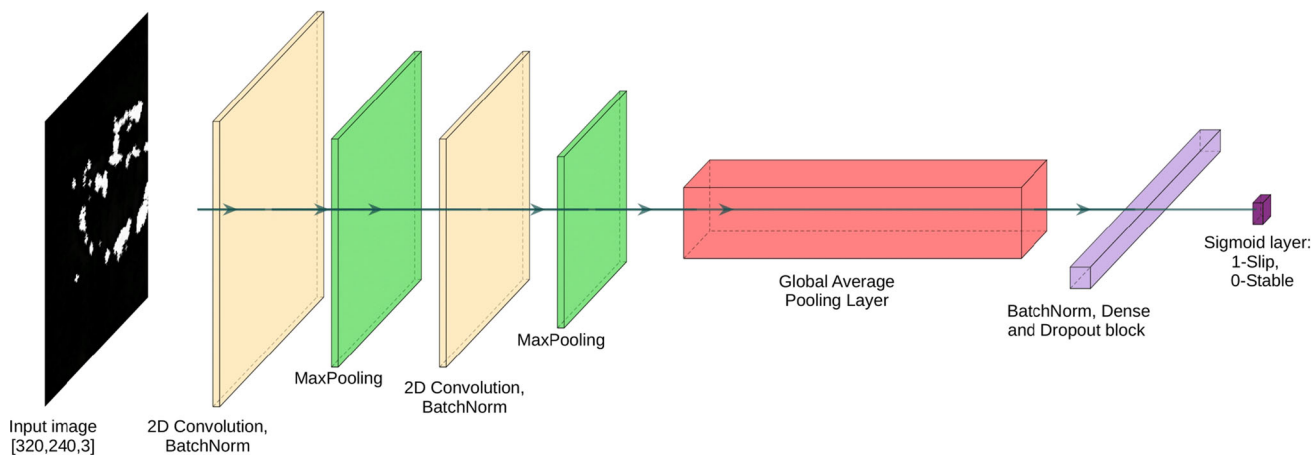 Input image
[320,240,3]
2D Convolution,
BatchNorm
MaxPooling
2D Convolution,
BatchNorm
MaxPooling
Global Average
Pooling Layer
BatchNorm, Dense
and Dropout block
Sigmoid layer:
1-Slip,
0-Stable